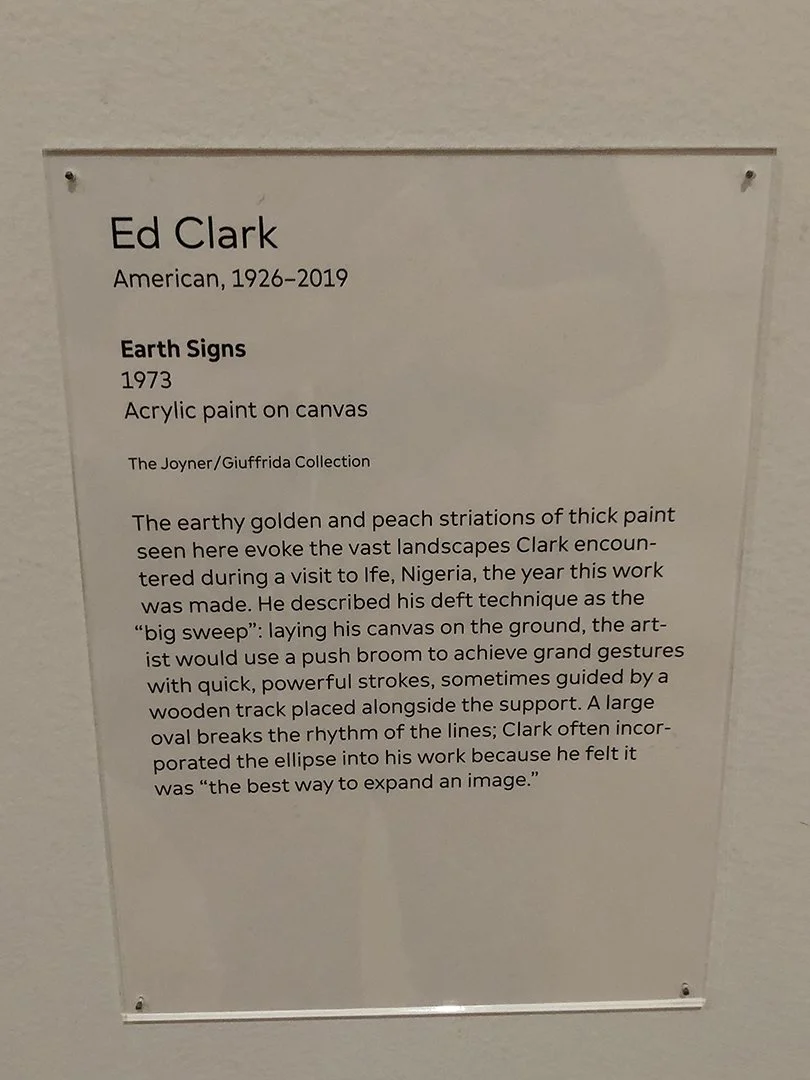 Ed Clark
American, 1926–2019
Earth Signs
1973
Acrylic paint on canvas
The Joyner/Giuffrida Collection
The earthy golden and peach striations of thick paint
seen here evoke the vast landscapes Clark encoun-
tered during a visit to Ife, Nigeria, the year this work
was made. He described his deft technique as the
“big sweep”: laying his canvas on the ground, the art-
ist would use a push broom to achieve grand gestures
with quick, powerful strokes, sometimes guided by a
wooden track placed alongside the support. A large
oval breaks the rhythm of the lines; Clark often incor-
porated the ellipse into his work because he felt it
was “the best way to expand an image.”